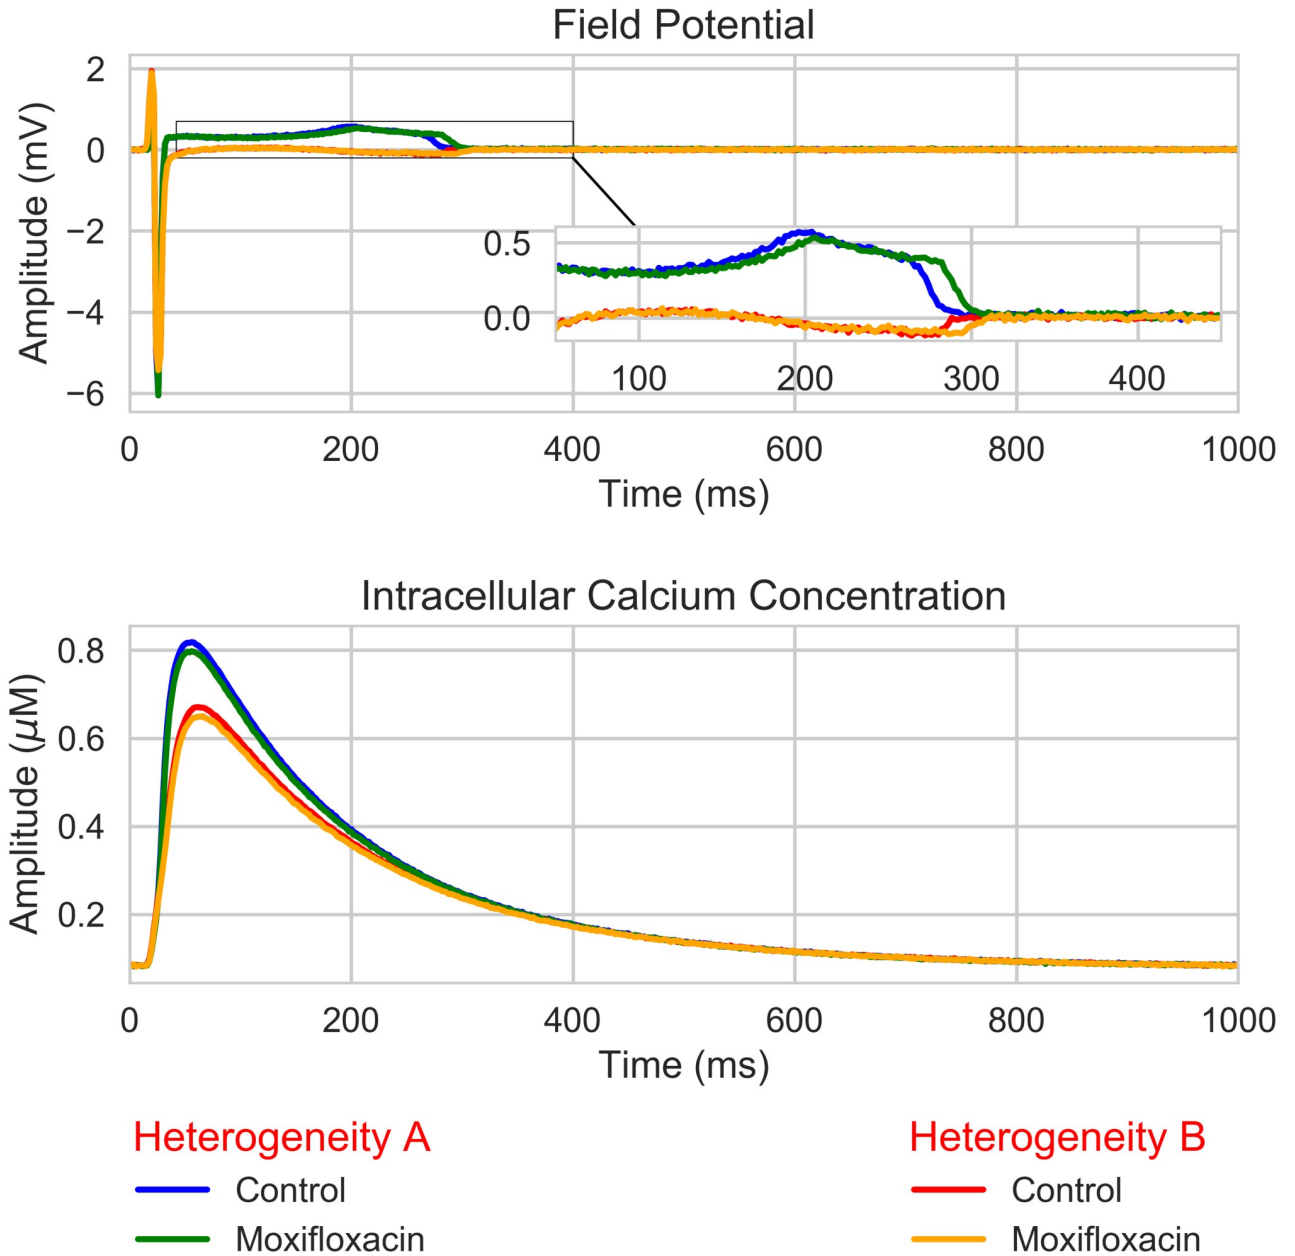 Field Potential
Amplitude (mV)
2
0
−2
−4
−6
0.5
0.0
100 200 300 400
0 200 400 600 800 1000
Time (ms)
Intracellular Calcium Concentration
Amplitude (μM)
0.8
0.6
0.4
0.2
0 200 400 600 800 1000
Time (ms)
Heterogeneity A
Control
Moxifloxacin
Heterogeneity B
Control
Moxifloxacin